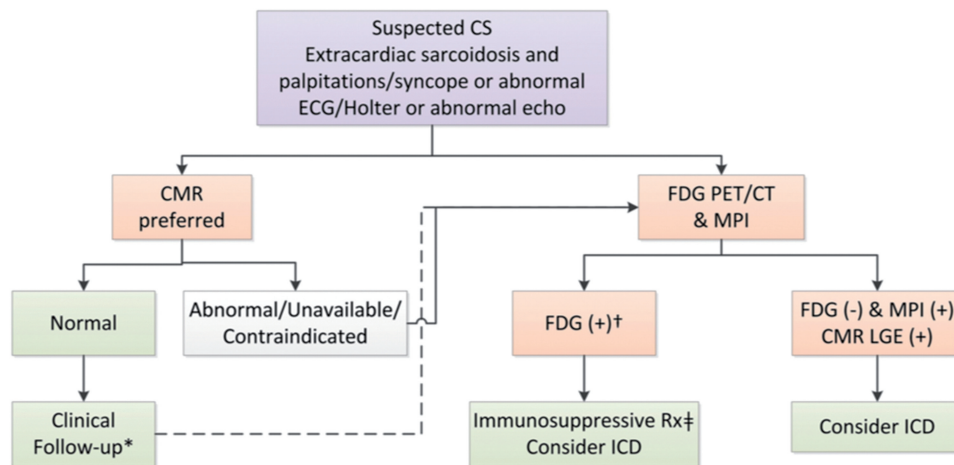 Suspected CS
Extracardiac sarcoidosis and
palpitations/syncope or abnormal
ECG/Holter or abnormal echo
CMR
preferred
FDG PET/CT
& MPI
Normal
Abnormal/Unavailable/
Contraindicated
FDG (+)†
FDG (-) & MPI (+)
CMR LGE (+)
Clinical
Follow-up*
Immunosuppressive Rx‡
Consider ICD
Consider ICD